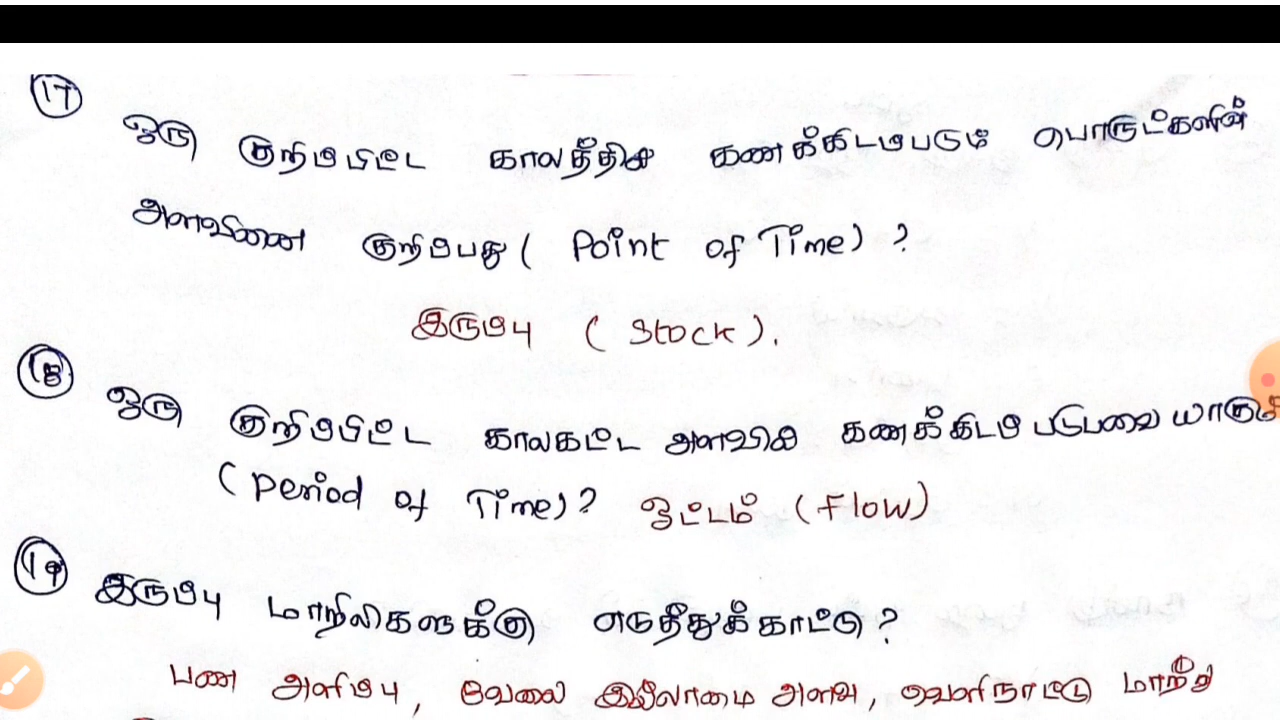 17
ஒரு குறிப்பிட்ட காலத்தில் கணக்கிடப்படும் பொருட்களின்
அளவினை குறிப்பது ( Point of Time ) ?
இருப்பு ( Stock ).
18
ஒரு குறிப்பிட்ட காலகட்ட அளவில் கணக்கிடப்படுபவை யாகும்
( Period of Time ) ? ஓட்டம் ( Flow )
19
இருப்பு மாறிலிகளுக்கு எடுத்துக்காட்டு ?
பண அளிப்பு , வேலை இல்லாமை அளவு , வெளிநாட்டு மாற்று